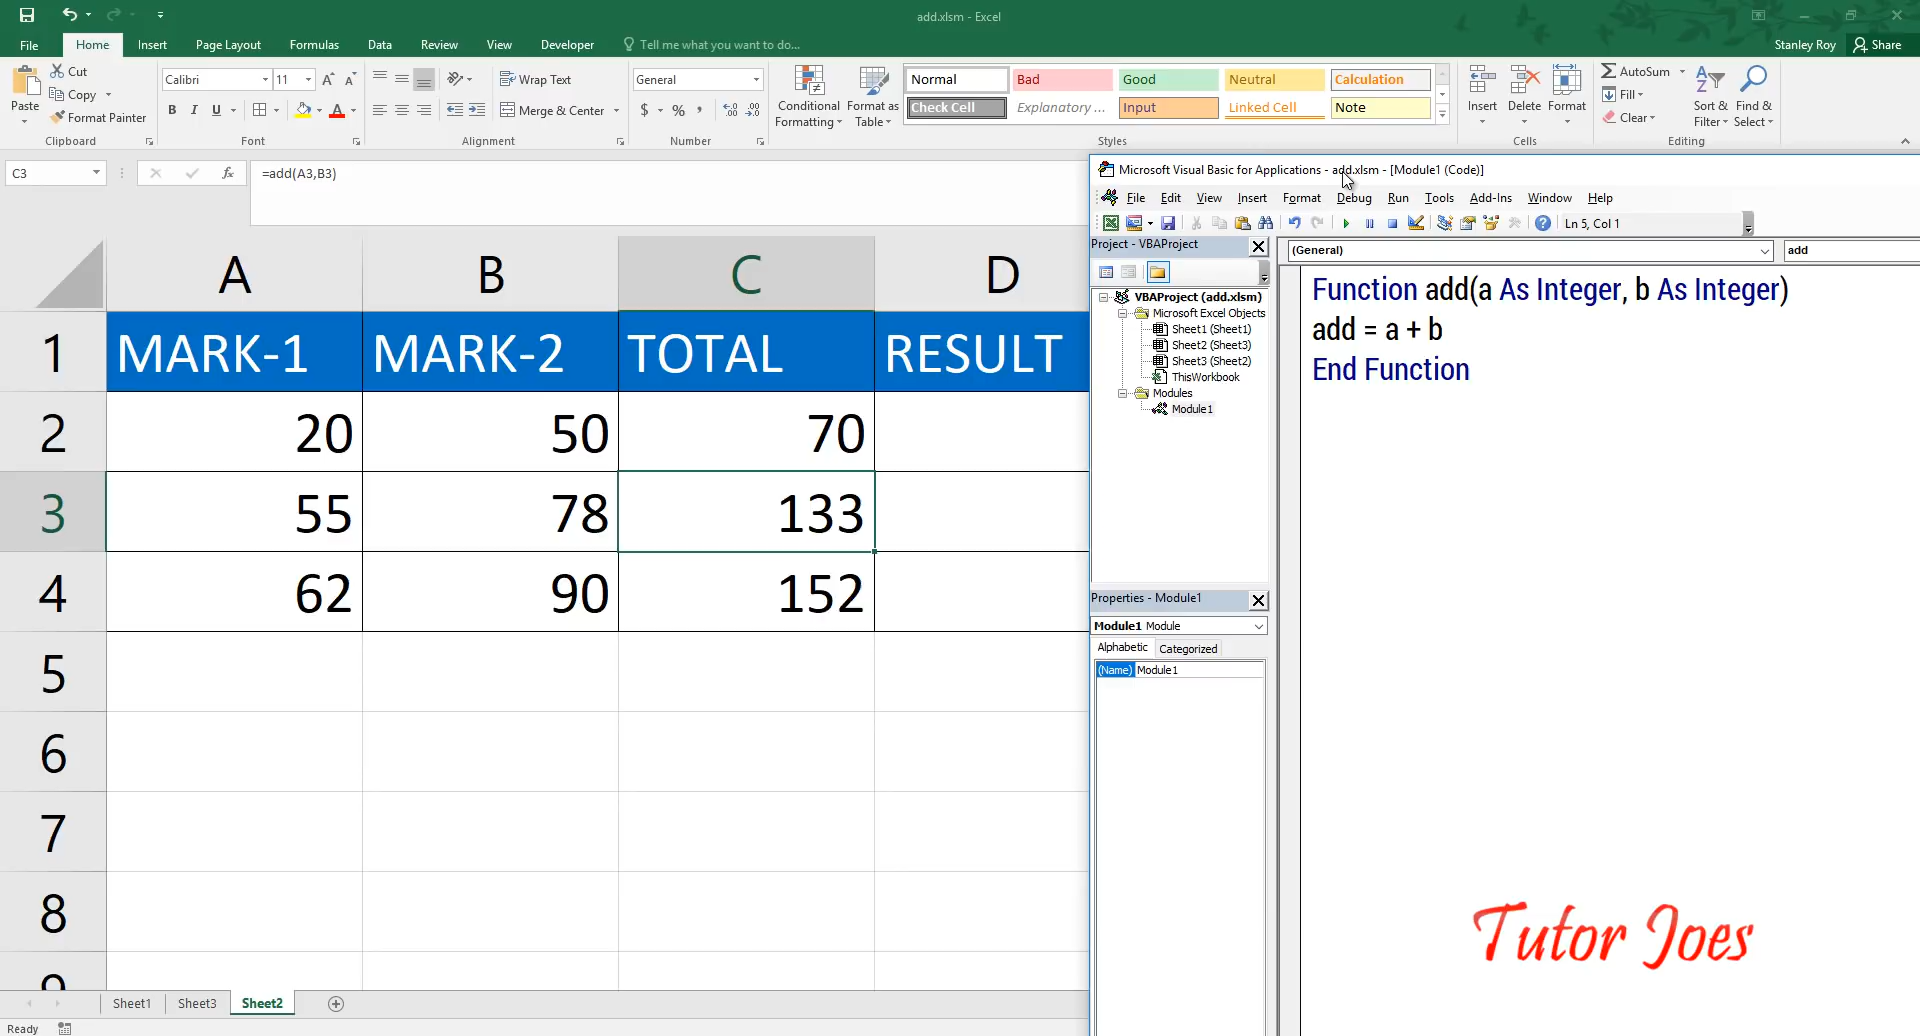 add.xlsm - Excel
File Home Insert Page Layout Formulas Data Review View Developer Tell me what you want to do... Stanley Roy Share
Paste
Cut
Copy
Format Painter
Clipboard
Calibri 11 A A
B I U A
Font
Wrap Text
Merge & Center
Alignment
General
$ % ,
Number
Conditional Formatting
Format as Table
Normal Bad Good Neutral Calculation
Check Cell Explanatory ... Input Linked Cell Note
Styles
Insert Delete Format
Cells
AutoSum
Fill
Clear
Sort & Filter
Find & Select
Editing
C3 fx =add(A3,B3)
A B C D
1 MARK-1 MARK-2 TOTAL RESULT
2 20 50 70
3 55 78 133
4 62 90 152
5
6
7
8
9
Sheet1 Sheet3 Sheet2
Ready
Microsoft Visual Basic for Applications - add.xlsm - [Module1 (Code)]
File Edit View Insert Format Debug Run Tools Add-Ins Window Help
Ln 5, Col 1
Project - VBAProject
VBAProject (add.xlsm)
Microsoft Excel Objects
Sheet1 (Sheet1)
Sheet2 (Sheet3)
Sheet3 (Sheet2)
ThisWorkbook
Modules
Module1
Properties - Module1
Module1 Module
Alphabetic Categorized
(Name) Module1
(General) add
Function add(a As Integer, b As Integer)
add = a + b
End Function
Tutor Joes